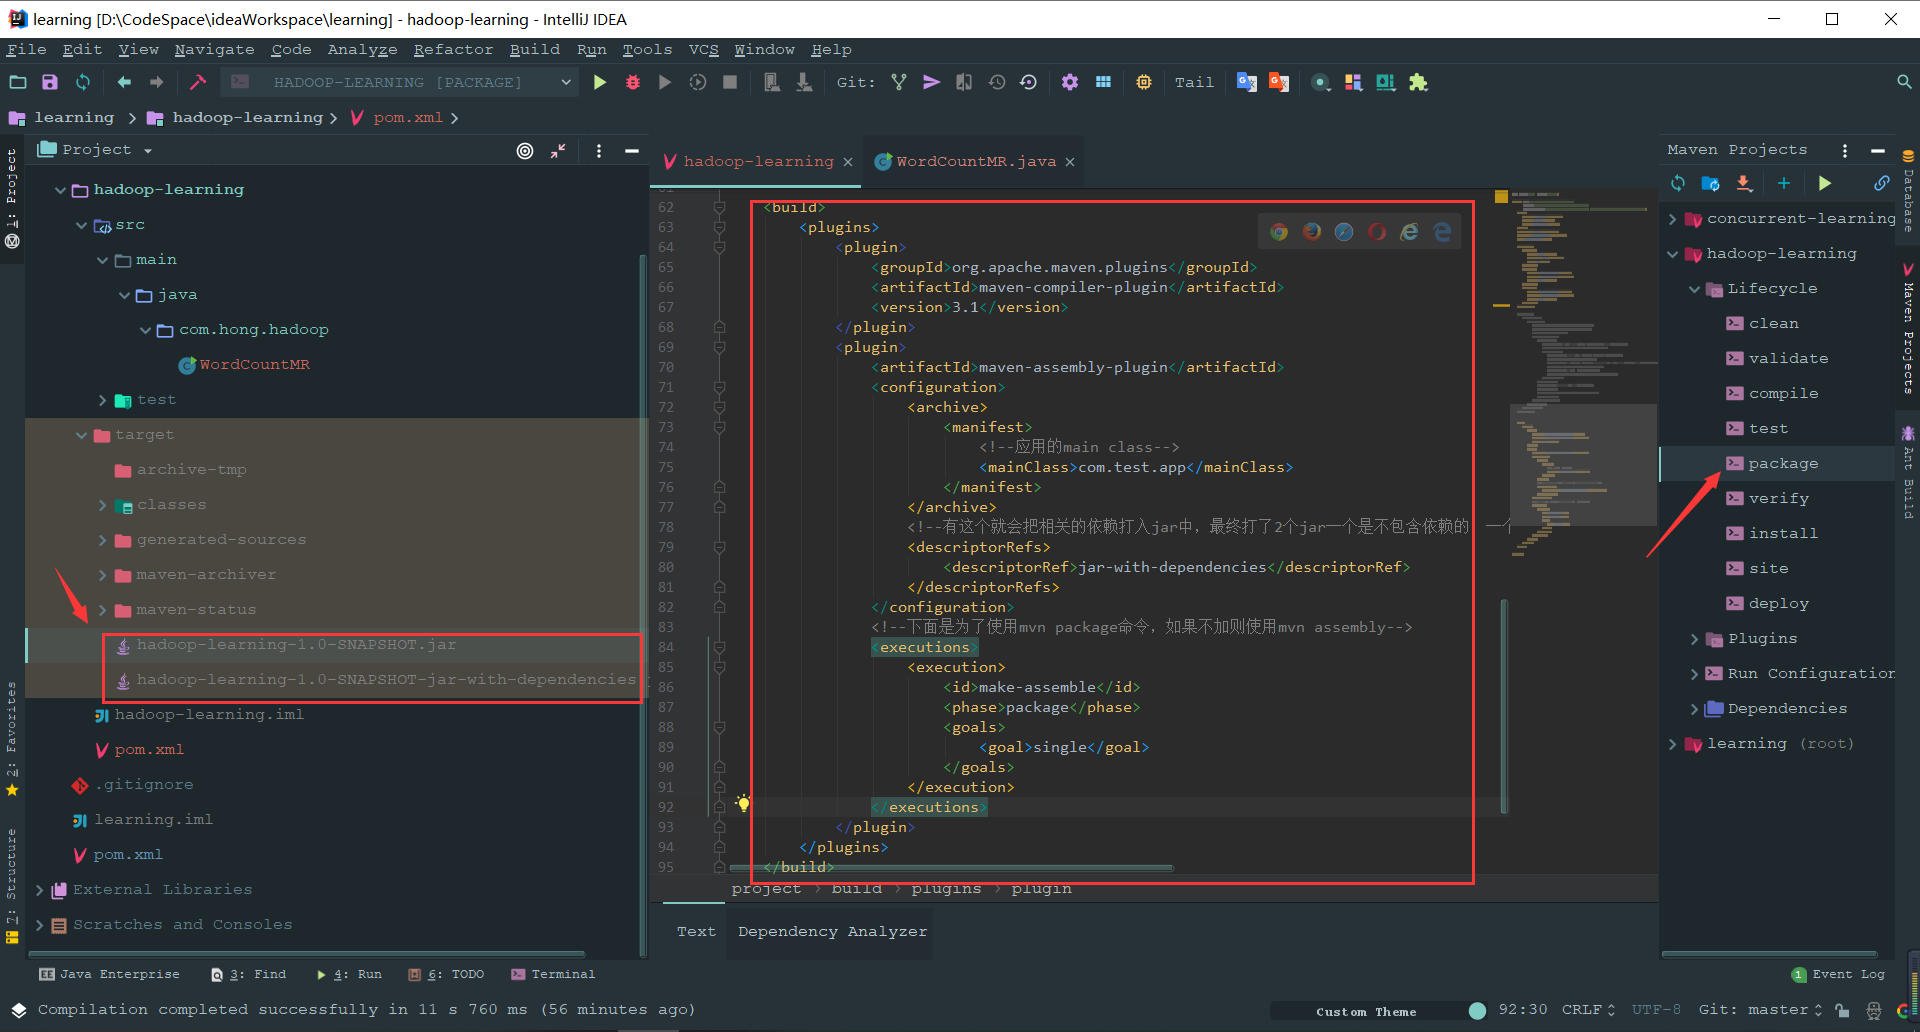 learning [D:\CodeSpace\ideaWorkspace\learning] - hadoop-learning - IntelliJ IDEA
File Edit View Navigate Code Analyze Refactor Build Run Tools VCS Window Help
HADOOP-LEARNING [PACKAGE]
Git:
Tail
learning
hadoop-learning
pom.xml
1: Project
Project
hadoop-learning
src
main
java
com.hong.hadoop
WordCountMR
test
target
archive-tmp
classes
generated-sources
maven-archiver
maven-status
hadoop-learning-1.0-SNAPSHOT.jar
hadoop-learning-1.0-SNAPSHOT-jar-with-dependencies
hadoop-learning.iml
pom.xml
.gitignore
learning.iml
pom.xml
External Libraries
Scratches and Consoles
2: Favorites
7: Structure
hadoop-learning
WordCountMR.java
62 <build>
63 <plugins>
64 <plugin>
65 <groupId>org.apache.maven.plugins</groupId>
66 <artifactId>maven-compiler-plugin</artifactId>
67 <version>3.1</version>
68 </plugin>
69 <plugin>
70 <artifactId>maven-assembly-plugin</artifactId>
71 <configuration>
72 <archive>
73 <manifest>
74 <!--应用的main class-->
75 <mainClass>com.test.app</mainClass>
76 </manifest>
77 </archive>
78 <!--有这个就会把相关的依赖打入jar中，最终打了2个jar一个是不包含依赖的 一个
79 <descriptorRefs>
80 <descriptorRef>jar-with-dependencies</descriptorRef>
81 </descriptorRefs>
82 </configuration>
83 <!--下面是为了使用mvn package命令，如果不加则使用mvn assembly-->
84 <executions>
85 <execution>
86 <id>make-assemble</id>
87 <phase>package</phase>
88 <goals>
89 <goal>single</goal>
90 </goals>
91 </execution>
92 </executions>
93 </plugin>
94 </plugins>
95 </build>
project › build › plugins › plugin
Text
Dependency Analyzer
Maven Projects
concurrent-learning
hadoop-learning
Lifecycle
clean
validate
compile
test
package
verify
install
site
deploy
Plugins
Run Configuration
Dependencies
learning (root)
Database
Maven Projects
Ant Build
Java Enterprise
3: Find
4: Run
6: TODO
Terminal
1 Event Log
Compilation completed successfully in 11 s 760 ms (56 minutes ago)
Custom Theme
92:30
CRLF
UTF-8
Git: master